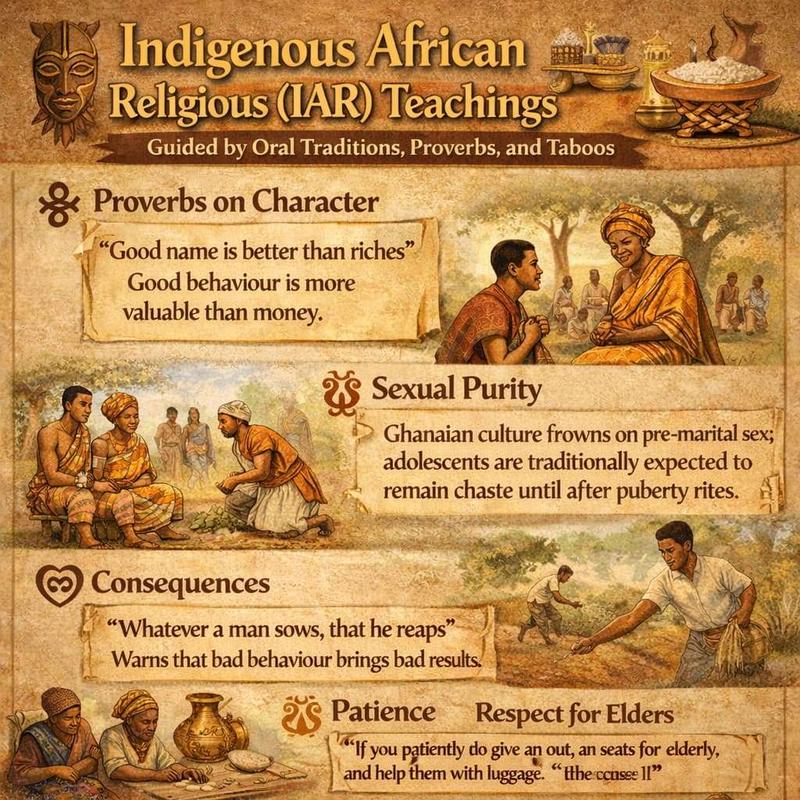 Indigenous African
Religious (IAR) Teachings
Guided by Oral Traditions, Proverbs, and Taboos
Proverbs on Character
“Good name is better than riches”
Good behaviour is more
valuable than money.
Sexual Purity
Ghanaian culture frowns on pre-marital sex;
adolescents are traditionally expected to
remain chaste until after puberty rites.
Consequences
“Whatever a man sows, that he reaps”
Warns that bad behaviour brings bad results.
Patience Respect for Elders
“If you patiently do give an out, an seats for elderly,
and help them with luggage.